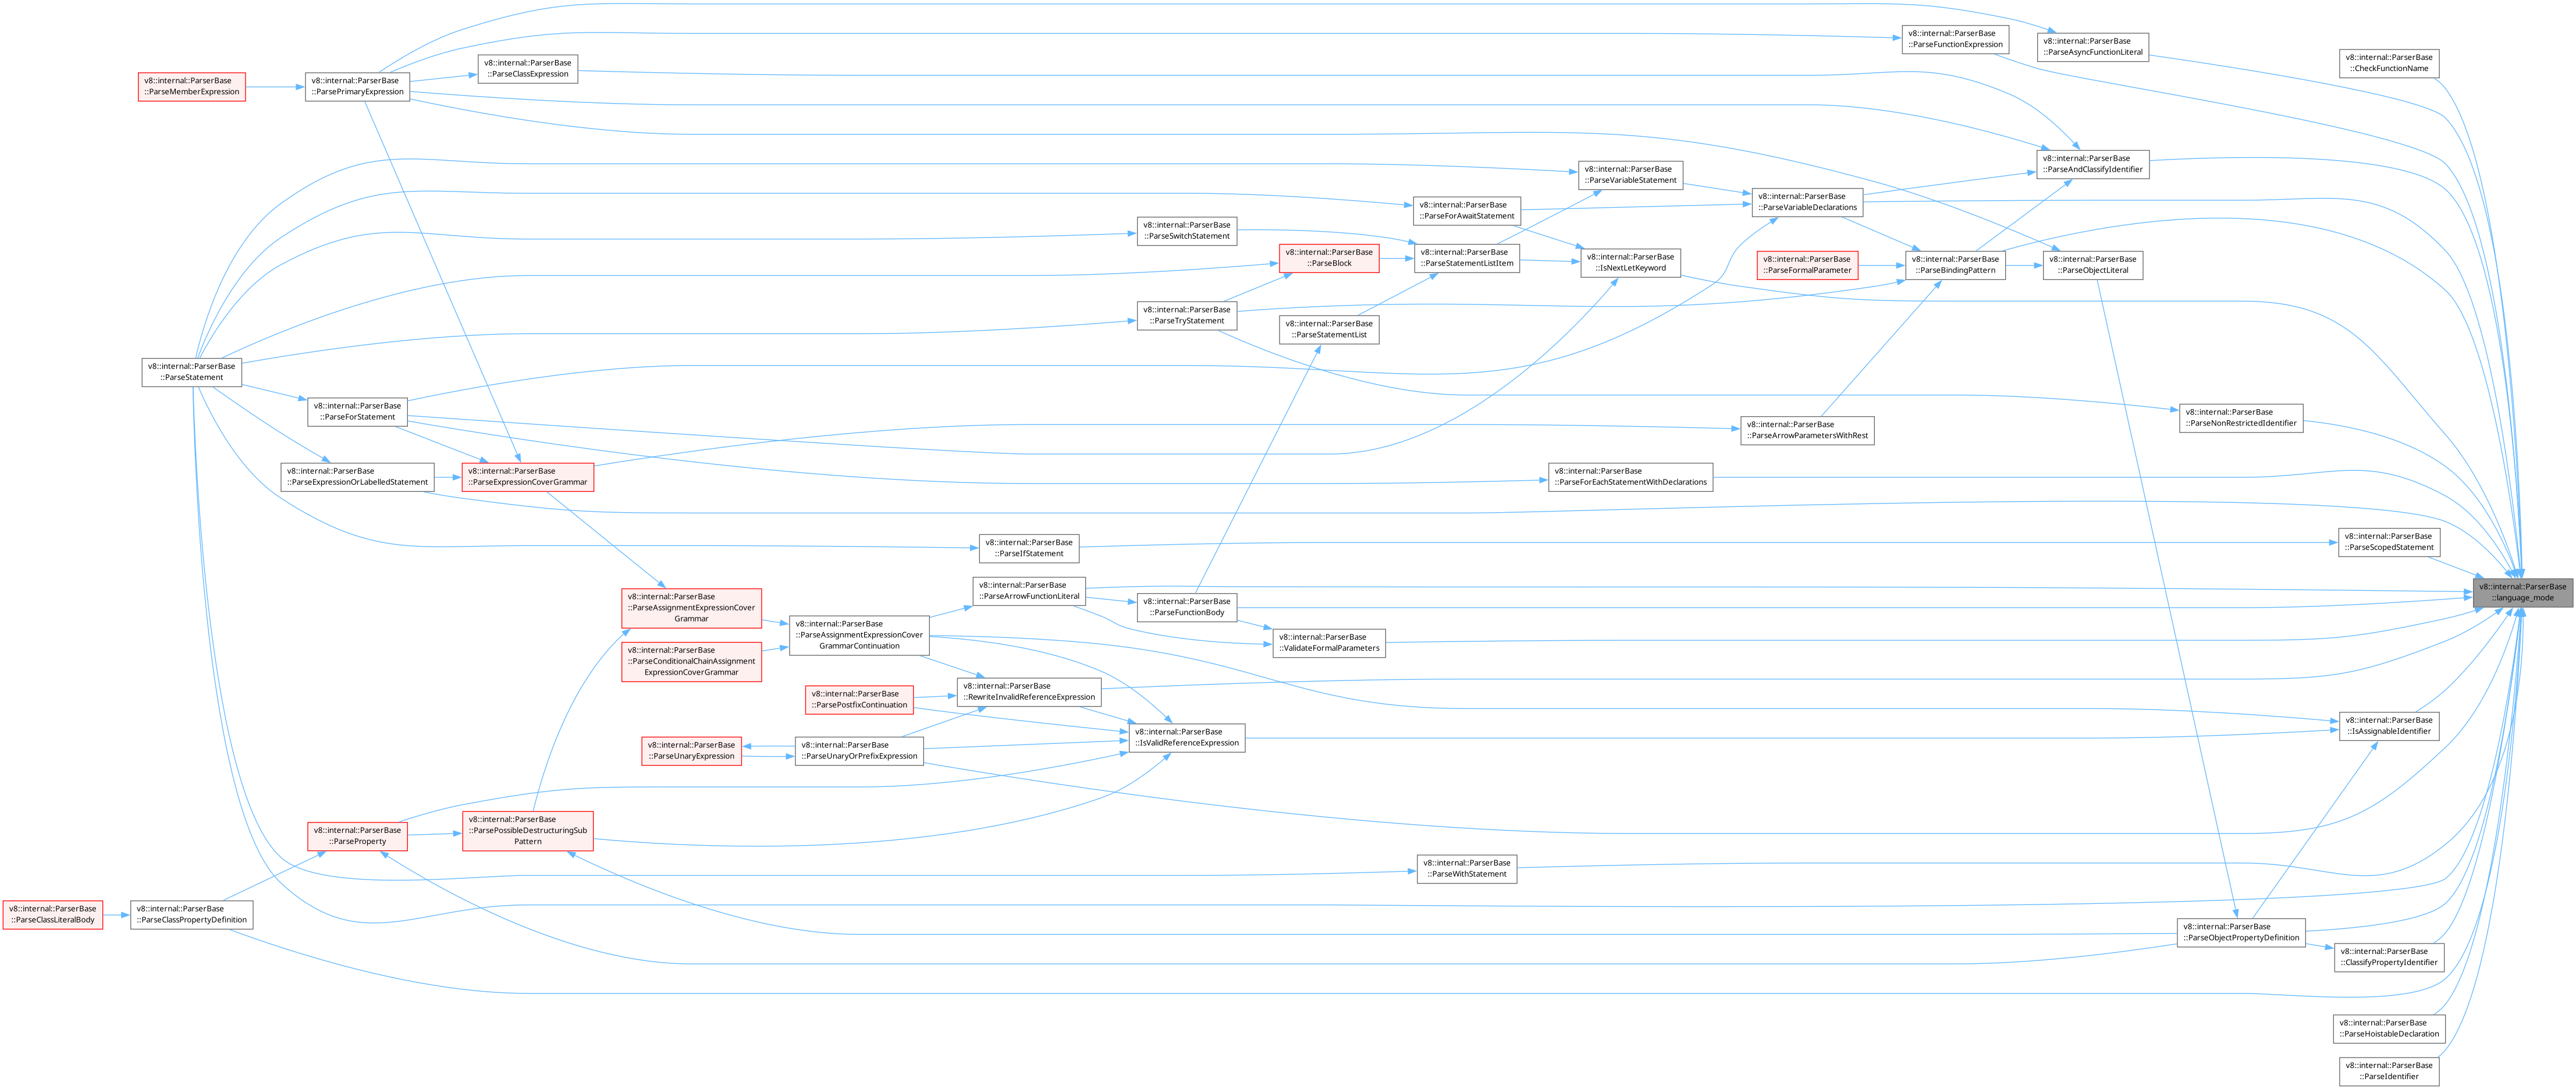 v8::internal::ParserBase
::ParseFunctionExpression
v8::internal::ParserBase
::ParseAsyncFunctionLiteral
v8::internal::ParserBase
::CheckFunctionName
v8::internal::ParserBase
::ParseClassExpression
v8::internal::ParserBase
::ParseMemberExpression
v8::internal::ParserBase
::ParsePrimaryExpression
v8::internal::ParserBase
::ParseAndClassifyIdentifier
v8::internal::ParserBase
::ParseVariableStatement
v8::internal::ParserBase
::ParseVariableDeclarations
v8::internal::ParserBase
::ParseForAwaitStatement
v8::internal::ParserBase
::ParseSwitchStatement
v8::internal::ParserBase
::ParseBlock
v8::internal::ParserBase
::ParseStatementListItem
v8::internal::ParserBase
::IsNextLetKeyword
v8::internal::ParserBase
::ParseFormalParameter
v8::internal::ParserBase
::ParseBindingPattern
v8::internal::ParserBase
::ParseObjectLiteral
v8::internal::ParserBase
::ParseTryStatement
v8::internal::ParserBase
::ParseStatementList
v8::internal::ParserBase
::ParseStatement
v8::internal::ParserBase
::ParseForStatement
v8::internal::ParserBase
::ParseArrowParametersWithRest
v8::internal::ParserBase
::ParseNonRestrictedIdentifier
v8::internal::ParserBase
::ParseExpressionOrLabelledStatement
v8::internal::ParserBase
::ParseExpressionCoverGrammar
v8::internal::ParserBase
::ParseForEachStatementWithDeclarations
v8::internal::ParserBase
::ParseIfStatement
v8::internal::ParserBase
::ParseScopedStatement
v8::internal::ParserBase
::language_mode
v8::internal::ParserBase
::ParseAssignmentExpressionCover
Grammar
v8::internal::ParserBase
::ParseArrowFunctionLiteral
v8::internal::ParserBase
::ParseFunctionBody
v8::internal::ParserBase
::ParseAssignmentExpressionCover
GrammarContinuation
v8::internal::ParserBase
::ValidateFormalParameters
v8::internal::ParserBase
::ParseConditionalChainAssignment
ExpressionCoverGrammar
v8::internal::ParserBase
::RewriteInvalidReferenceExpression
v8::internal::ParserBase
::ParsePostfixContinuation
v8::internal::ParserBase
::IsValidReferenceExpression
v8::internal::ParserBase
::IsAssignableIdentifier
v8::internal::ParserBase
::ParseUnaryExpression
v8::internal::ParserBase
::ParseUnaryOrPrefixExpression
v8::internal::ParserBase
::ParseProperty
v8::internal::ParserBase
::ParsePossibleDestructuringSub
Pattern
v8::internal::ParserBase
::ParseWithStatement
v8::internal::ParserBase
::ParseClassLiteralBody
v8::internal::ParserBase
::ParseClassPropertyDefinition
v8::internal::ParserBase
::ParseObjectPropertyDefinition
v8::internal::ParserBase
::ClassifyPropertyIdentifier
v8::internal::ParserBase
::ParseHoistableDeclaration
v8::internal::ParserBase
::ParseIdentifier